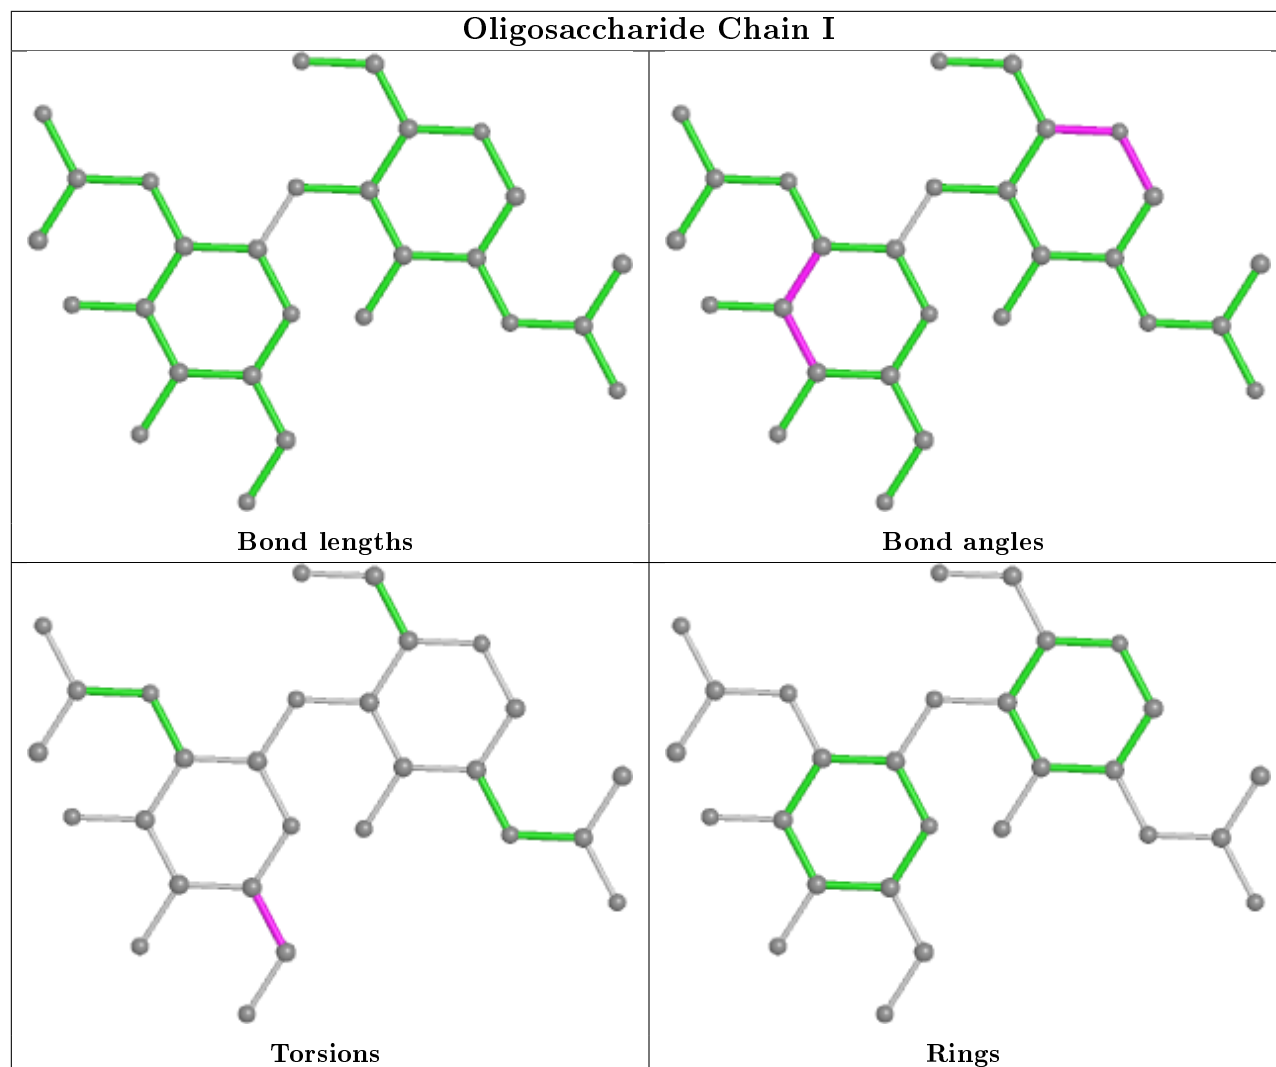 Oligosaccharide Chain I
Bond lengths
Bond angles
Torsions
Rings